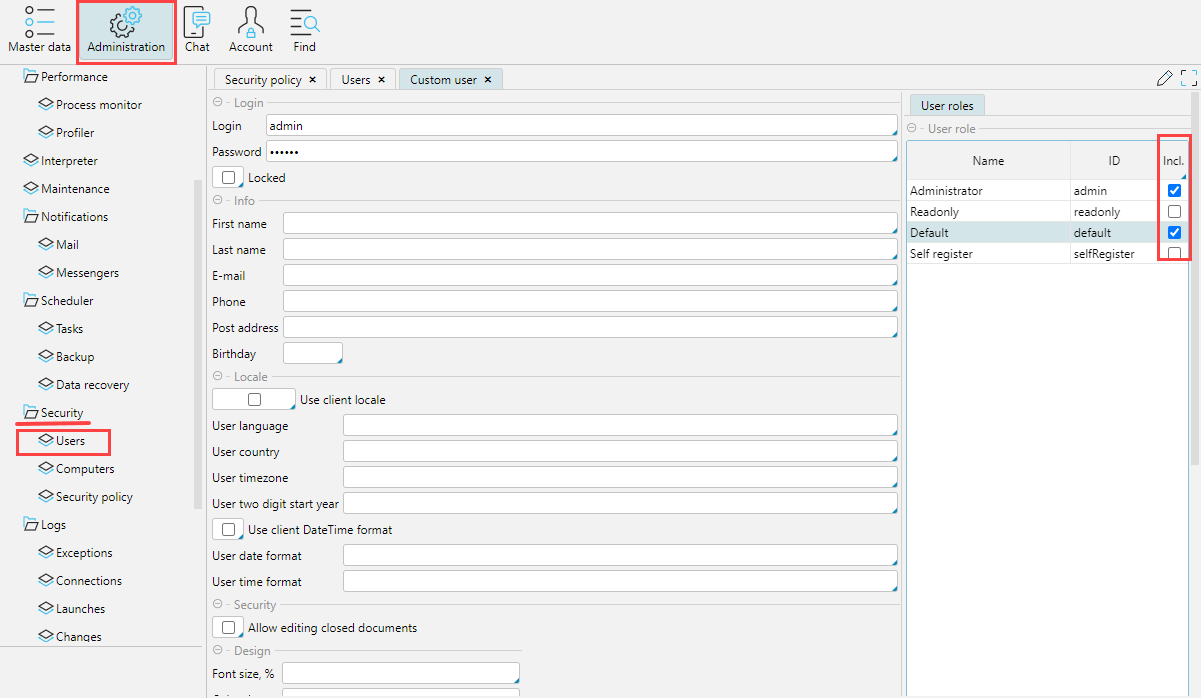 Master data
Administration
Chat
Account
Find
Performance
Process monitor
Profiler
Interpreter
Maintenance
Notifications
Mail
Messengers
Scheduler
Tasks
Backup
Data recovery
Security
Users
Computers
Security policy
Logs
Exceptions
Connections
Launches
Changes
Security policy ×
Users ×
Custom user ×
Login
Login admin
Password ••••••
Locked
Info
First name
Last name
E-mail
Phone
Post address
Birthday
Locale
Use client locale
User language
User country
User timezone
User two digit start year
Use client DateTime format
User date format
User time format
Security
Allow editing closed documents
Design
Font size, %
User roles
User role
Name ID Incl.
Administrator admin
Readonly readonly
Default default
Self register selfRegister